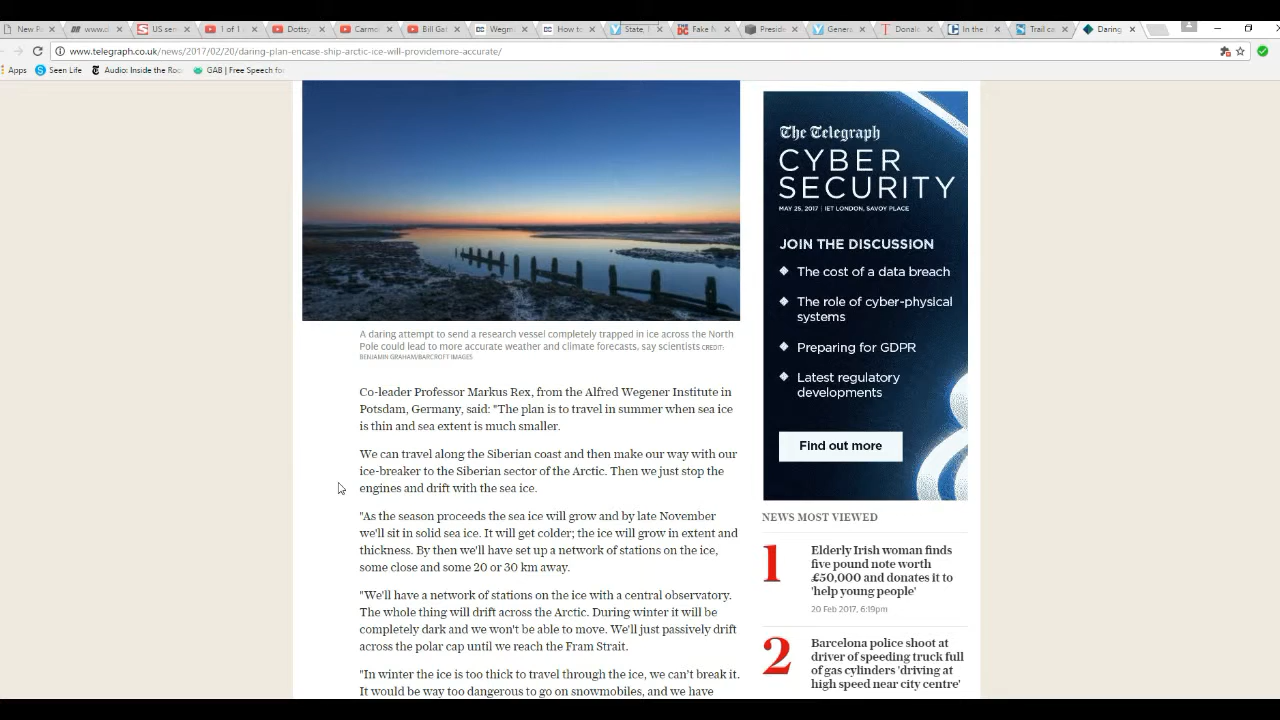 New P
www.c
US ser
1 of 1
Dotts
Carmo
Bill Ga
Wegm
How to
State,
Fake N
Preside
Genera
Donal
In the
Trail ca
Daring
www.telegraph.co.uk/news/2017/02/20/daring-plan-encase-ship-arctic-ice-will-providemore-accurate/
Apps
Seen Life
Audio: Inside the Roo
GAB | Free Speech fo
A daring attempt to send a research vessel completely trapped in ice across the North
Pole could lead to more accurate weather and climate forecasts, say scientists CREDIT:
BENJAMIN GRAHAM/BARCROFT IMAGES
Co-leader Professor Markus Rex, from the Alfred Wegener Institute in
Potsdam, Germany, said: "The plan is to travel in summer when sea ice
is thin and sea extent is much smaller.
We can travel along the Siberian coast and then make our way with our
ice-breaker to the Siberian sector of the Arctic. Then we just stop the
engines and drift with the sea ice.
"As the season proceeds the sea ice will grow and by late November
we'll sit in solid sea ice. It will get colder; the ice will grow in extent and
thickness. By then we'll have set up a network of stations on the ice,
some close and some 20 or 30 km away.
"We'll have a network of stations on the ice with a central observatory.
The whole thing will drift across the Arctic. During winter it will be
completely dark and we won't be able to move. We'll just passively drift
across the polar cap until we reach the Fram Strait.
"In winter the ice is too thick to travel through the ice, we can't break it.
It would be way too dangerous to go on snowmobiles, and we have
The Telegraph
CYBER
SECURITY
MAY 25, 2017 | IET LONDON, SAVOY PLACE
JOIN THE DISCUSSION
The cost of a data breach
The role of cyber-physical
systems
Preparing for GDPR
Latest regulatory
developments
Find out more
NEWS MOST VIEWED
1
Elderly Irish woman finds
five pound note worth
£50,000 and donates it to
'help young people'
20 Feb 2017, 6:19pm
2
Barcelona police shoot at
driver of speeding truck full
of gas cylinders 'driving at
high speed near city centre'